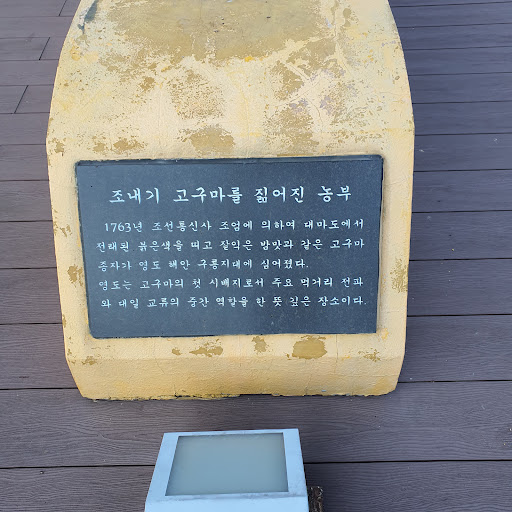 조내기 고구마를 짊어진 농부
1763년 조선통신사 조엄에 의하여 대마도에서
전래된 붉은색을 띠고 잘익은 밤맛과 같은 고구마
종자가 영도 해안 구릉지대에 심어졌다.
영도는 고구마의 첫 시배지로서 주요 먹거리 전파
와 대일 교류의 중간 역할을 한 뜻 깊은 장소이다.